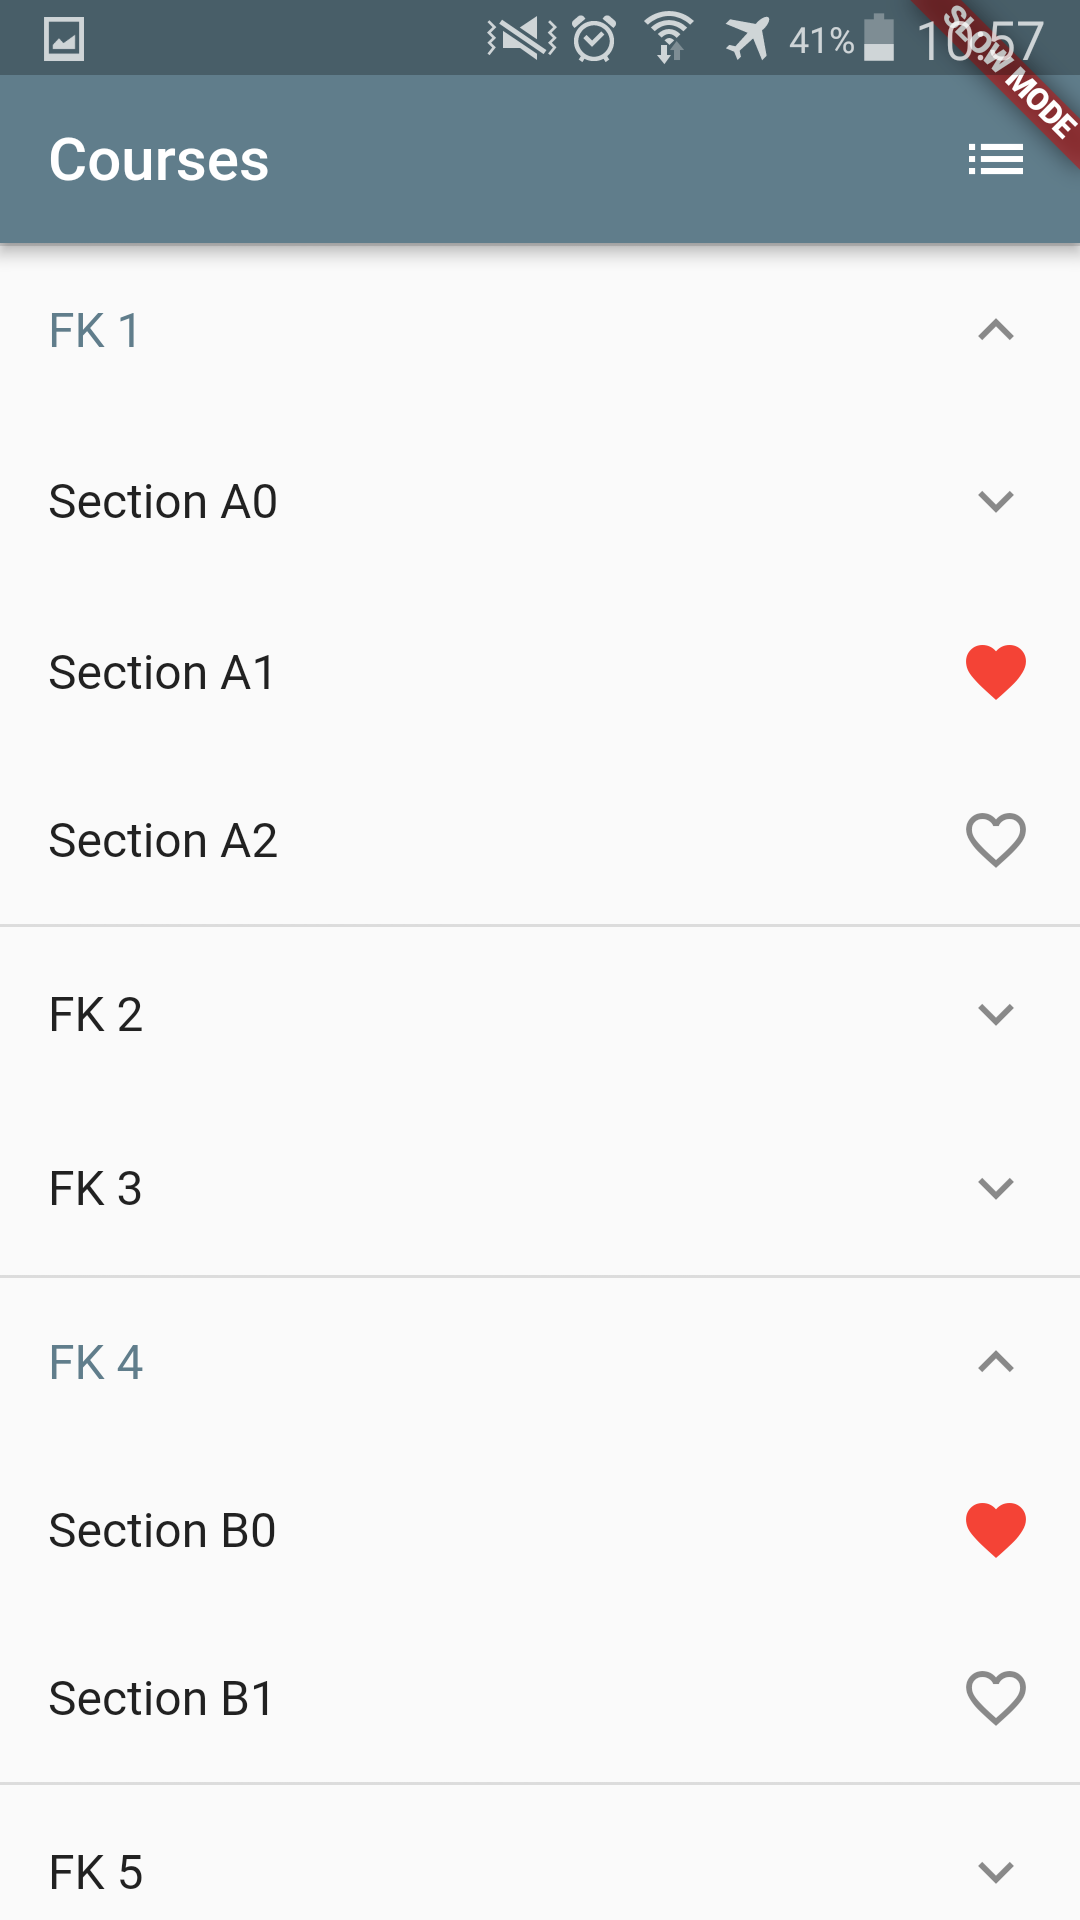 41%
10:57
SLOW MODE
Courses
FK 1
Section A0
Section A1
Section A2
FK 2
FK 3
FK 4
Section B0
Section B1
FK 5